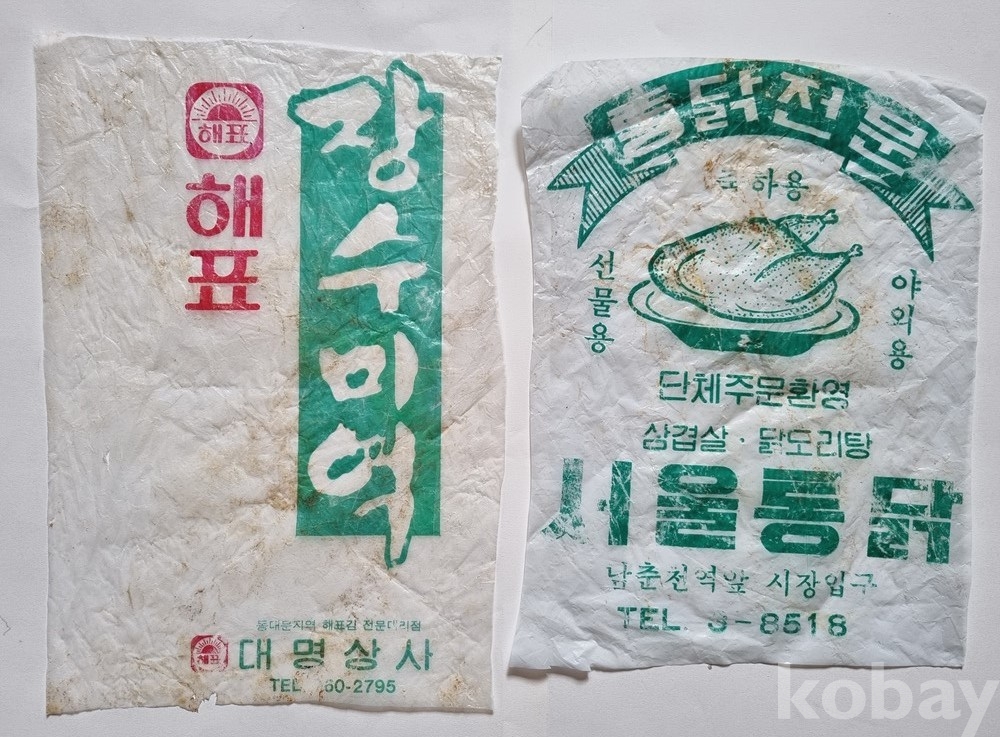 해표
해표
장수미역
동대문지역 해표김 전문대리점
해표
대명상사
TEL. 60-2795
통닭전문
축하용
선물용
야외용
단체주문환영
삼겹살 · 닭도리탕
서울통닭
남춘천역앞 시장입구
TEL. 3-8518
kobay